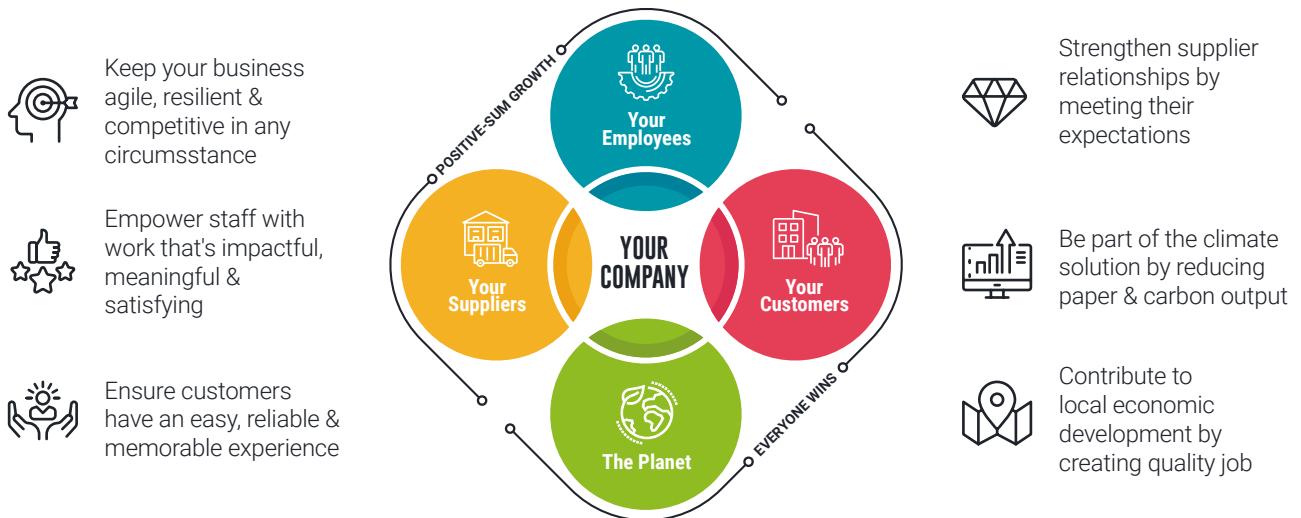 Keep your business
agile, resilient &
competitive in any
circumsstance
Empower staff with
work that's impactful,
meaningful &
satisfying
Ensure customers
have an easy, reliable &
memorable experience
POSITIVE-SUM GROWTH
Your
Employees
Your
Suppliers
YOUR
COMPANY
Your
Customers
The Planet
EVERYONE WINS
Strengthen supplier
relationships by
meeting their
expectations
Be part of the climate
solution by reducing
paper & carbon output
Contribute to
local economic
development by
creating quality job